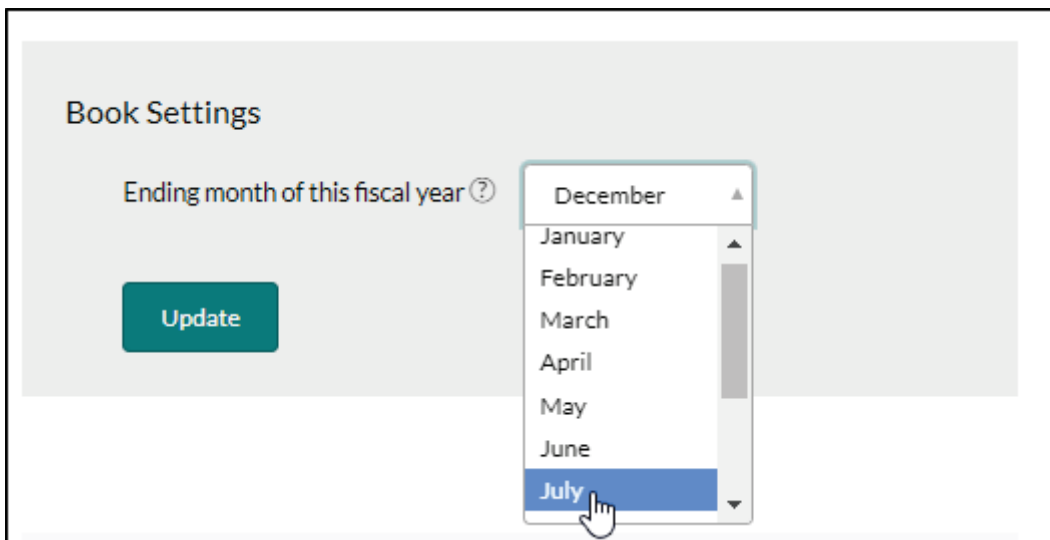 Book Settings
Ending month of this fiscal year ?
December
January
February
March
April
May
June
July
Update